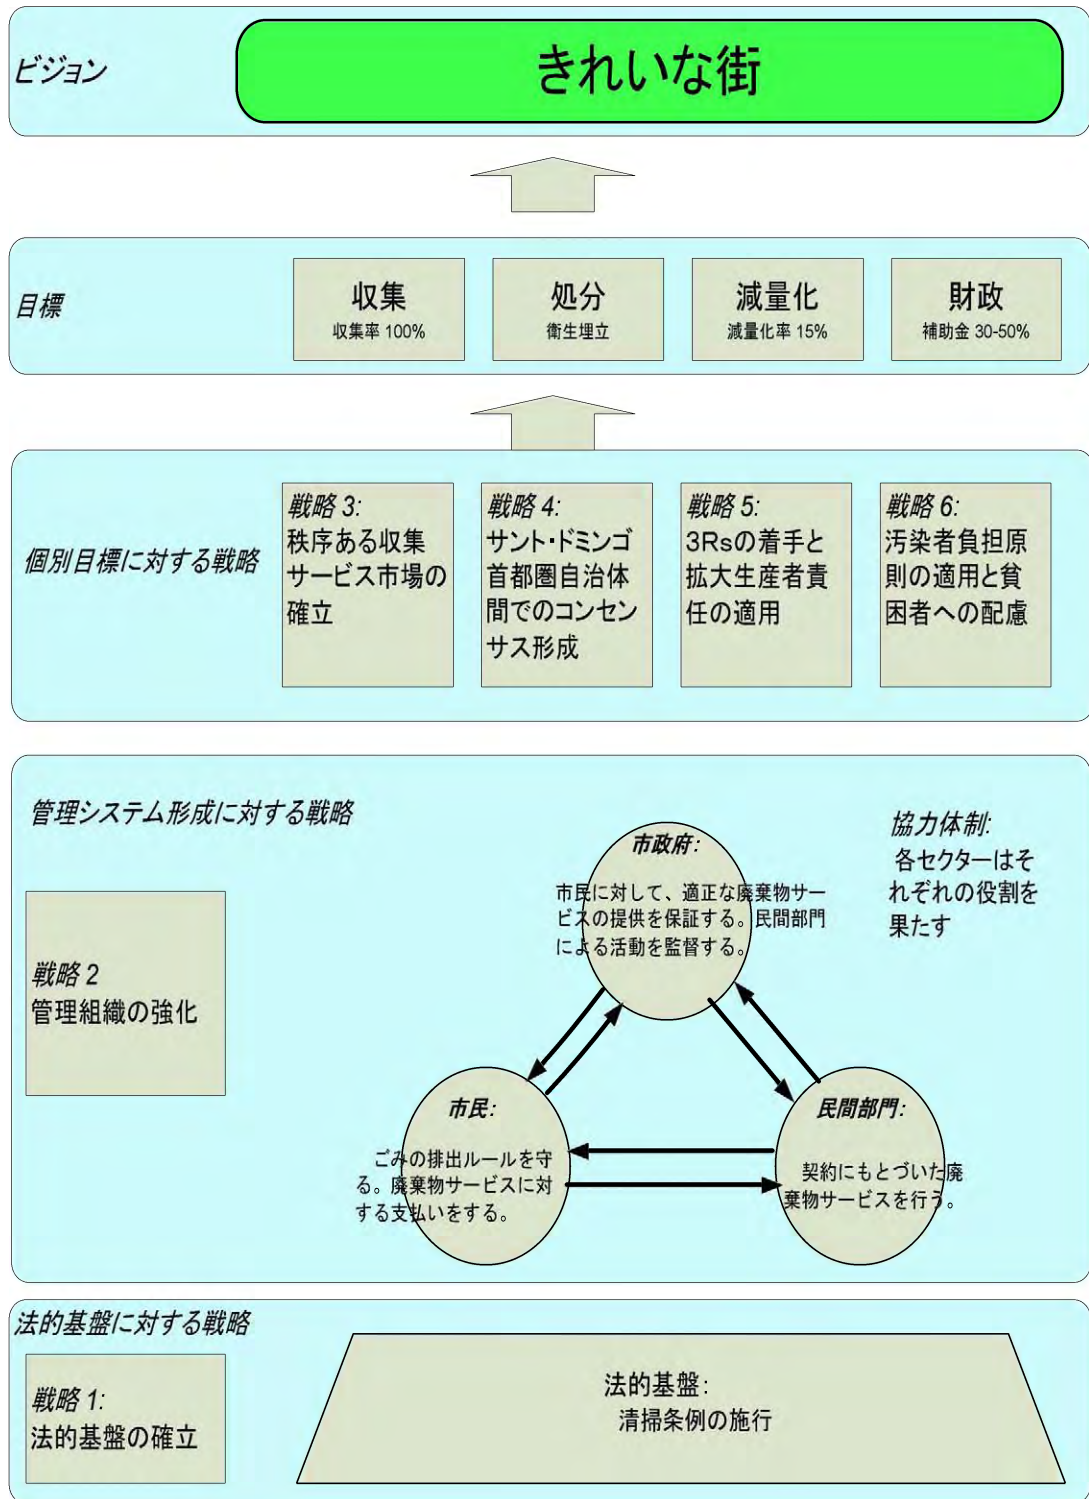 ビジョン
きれいな街
目標
収集
収集率 100%
処分
衛生埋立
減量化
減量化率 15%
財政
補助金 30-50%
個別目標に対する戦略
戦略 3:
秩序ある収集
サービス市場の
確立
戦略 4:
サント・ドミンゴ
首都圏自治体
間でのコンセン
サス形成
戦略 5:
3Rsの着手と
拡大生産者責
任の適用
戦略 6:
汚染者負担原
則の適用と貧
困者への配慮
管理システム形成に対する戦略
戦略 2
管理組織の強化
市政府:
市民に対して、適正な廃棄物サー
ビスの提供を保証する。民間部門
による活動を監督する。
協力体制:
各セクターはそ
れぞれの役割を
果たす
市民:
ごみの排出ルールを守
る。廃棄物サービスに対
する支払いをする。
民間部門:
契約にもとづいた廃
棄物サービスを行う。
法的基盤に対する戦略
戦略 1:
法的基盤の確立
法的基盤:
清掃条例の施行